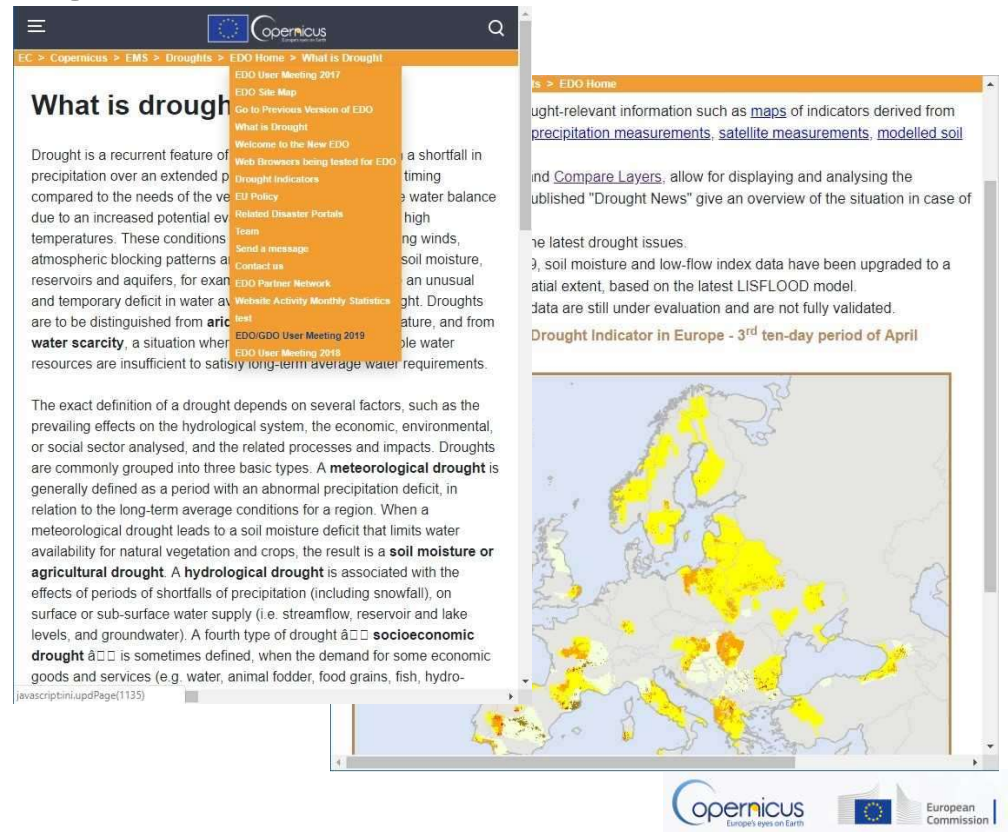 Copernicus
Europe's eyes on Earth
EC > Copernicus > EMS > Droughts > EDO Home > What is Drought
EDO User Meeting 2017
EDO Site Map
Go to Previous Version of EDO
What is Drought
Welcome to the New EDO
Web Browsers being tested for EDO
Drought Indicators
EU Policy
Related Disaster Portals
Team
Send a message
Contact us
EDO Partner Network
Website Activity Monthly Statistics
test
EDO/GDO User Meeting 2019
EDO User Meeting 2018
What is drough
Drought is a recurrent feature of a shortfall in
precipitation over an extended p timing
compared to the needs of the ve water balance
due to an increased potential ev high
temperatures. These conditions ng winds,
atmospheric blocking patterns a soil moisture,
reservoirs and aquifers, for exan an unusual
and temporary deficit in water av ght. Droughts
are to be distinguished from arid ature, and from
water scarcity, a situation wher ble water
resources are insufficient to satisfy long-term average water requirements.
The exact definition of a drought depends on several factors, such as the
prevailing effects on the hydrological system, the economic, environmental,
or social sector analysed, and the related processes and impacts. Droughts
are commonly grouped into three basic types. A meteorological drought is
generally defined as a period with an abnormal precipitation deficit, in
relation to the long-term average conditions for a region. When a
meteorological drought leads to a soil moisture deficit that limits water
availability for natural vegetation and crops, the result is a soil moisture or
agricultural drought. A hydrological drought is associated with the
effects of periods of shortfalls of precipitation (including snowfall), on
surface or sub-surface water supply (i.e. streamflow, reservoir and lake
levels, and groundwater). A fourth type of drought â□□ socioeconomic
drought â□□ is sometimes defined, when the demand for some economic
goods and services (e.g. water, animal fodder, food grains, fish, hydro-
javascript:ini.updPage(1135)
ts > EDO Home
ught-relevant information such as maps of indicators derived from
precipitation measurements, satellite measurements, modelled soil
nd Compare Layers, allow for displaying and analysing the
ublished "Drought News" give an overview of the situation in case of
he latest drought issues.
9, soil moisture and low-flow index data have been upgraded to a
atial extent, based on the latest LISFLOOD model.
data are still under evaluation and are not fully validated.
Drought Indicator in Europe - 3rd ten-day period of April
Copernicus
Europe's eyes on Earth
European
Commission